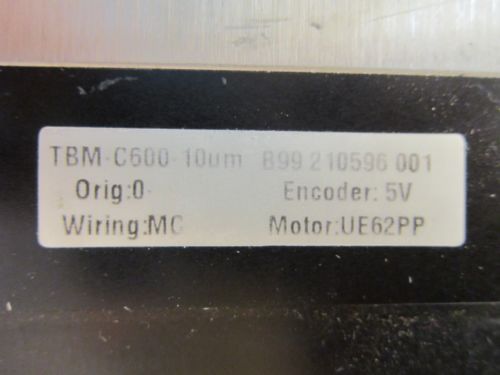 TBM-C600-10um B99 210596 001
Orig:0 Encoder: 5V
Wiring:MC Motor:UE62PP